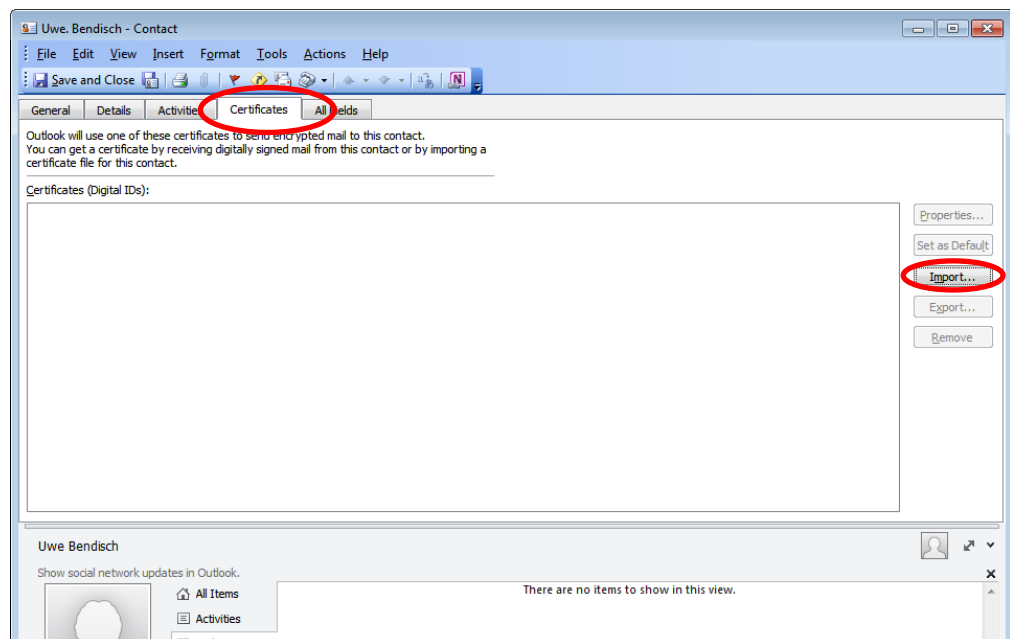 Uwe. Bendisch - Contact
File Edit View Insert Format Tools Actions Help
Save and Close
General Details Activities Certificates All Fields
Outlook will use one of these certificates to send encrypted mail to this contact.
You can get a certificate by receiving digitally signed mail from this contact or by importing a
certificate file for this contact.
Certificates (Digital IDs):
Properties...
Set as Default
Import...
Export...
Remove
Uwe Bendisch
Show social network updates in Outlook.
There are no items to show in this view.
All Items
Activities